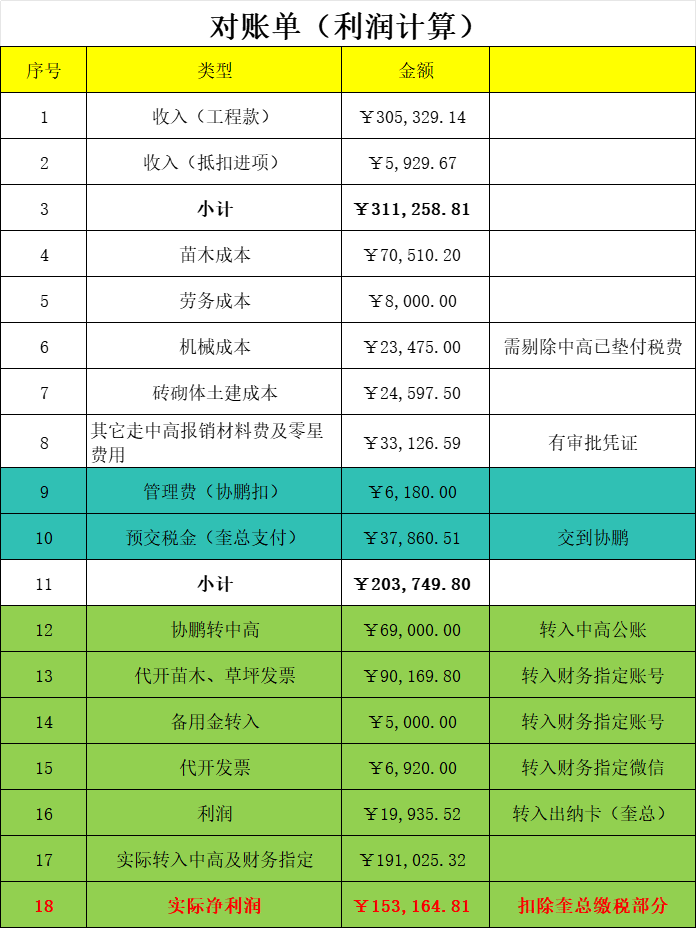 对账单（利润计算）
序号 类型 金额
1 收入（工程款） ￥305,329.14
2 收入（抵扣进项） ￥5,929.67
3 小计 ￥311,258.81
4 苗木成本 ￥70,510.20
5 劳务成本 ￥8,000.00
6 机械成本 ￥23,475.00 需剔除中高已垫付税费
7 砖砌体土建成本 ￥24,597.50
8 其它走中高报销材料费及零星
费用 ￥33,126.59 有审批凭证
9 管理费（协鹏扣） ￥6,180.00
10 预交税金（奎总支付） ￥37,860.51 交到协鹏
11 小计 ￥203,749.80
12 协鹏转中高 ￥69,000.00 转入中高公账
13 代开苗木、草坪发票 ￥90,169.80 转入财务指定账号
14 备用金转入 ￥5,000.00 转入财务指定账号
15 代开发票 ￥6,920.00 转入财务指定微信
16 利润 ￥19,935.52 转入出纳卡（奎总）
17 实际转入中高及财务指定 ￥191,025.32
18 实际净利润 ￥153,164.81 扣除奎总缴税部分